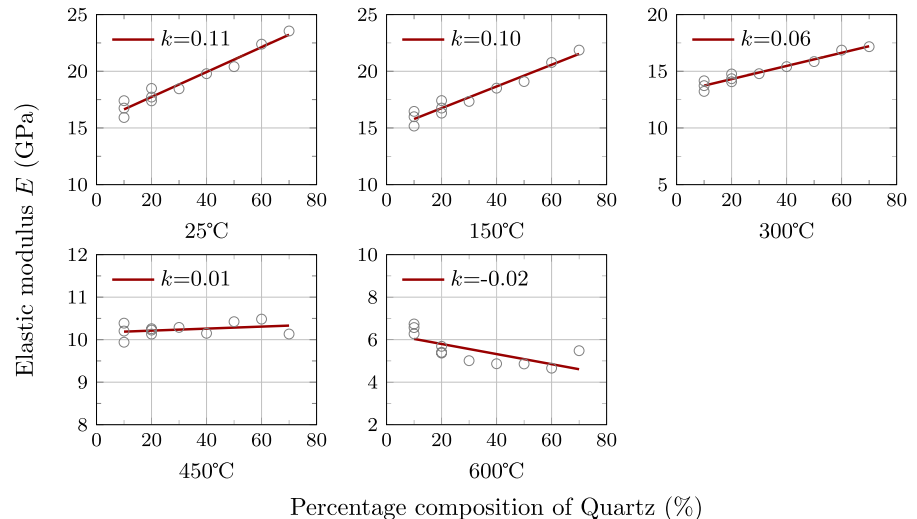 Elastic modulus E (GPa)
k=0.11
25
20
15
10
0 20 40 60 80
25℃
k=0.10
25
20
15
10
0 20 40 60 80
150℃
k=0.06
20
15
10
5
0 20 40 60 80
300℃
k=0.01
12
11
10
9
8
0 20 40 60 80
450℃
k=-0.02
10
8
6
4
2
0 20 40 60 80
600℃
Percentage composition of Quartz (%)